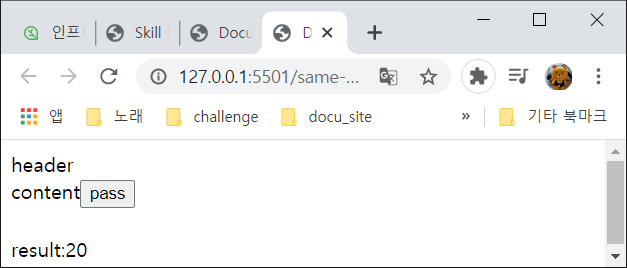 인프
Skill
Docu
D
127.0.0.1:5501/same-...
앱
노래
challenge
docu_site
»
기타 북마크
header
content pass
result:20